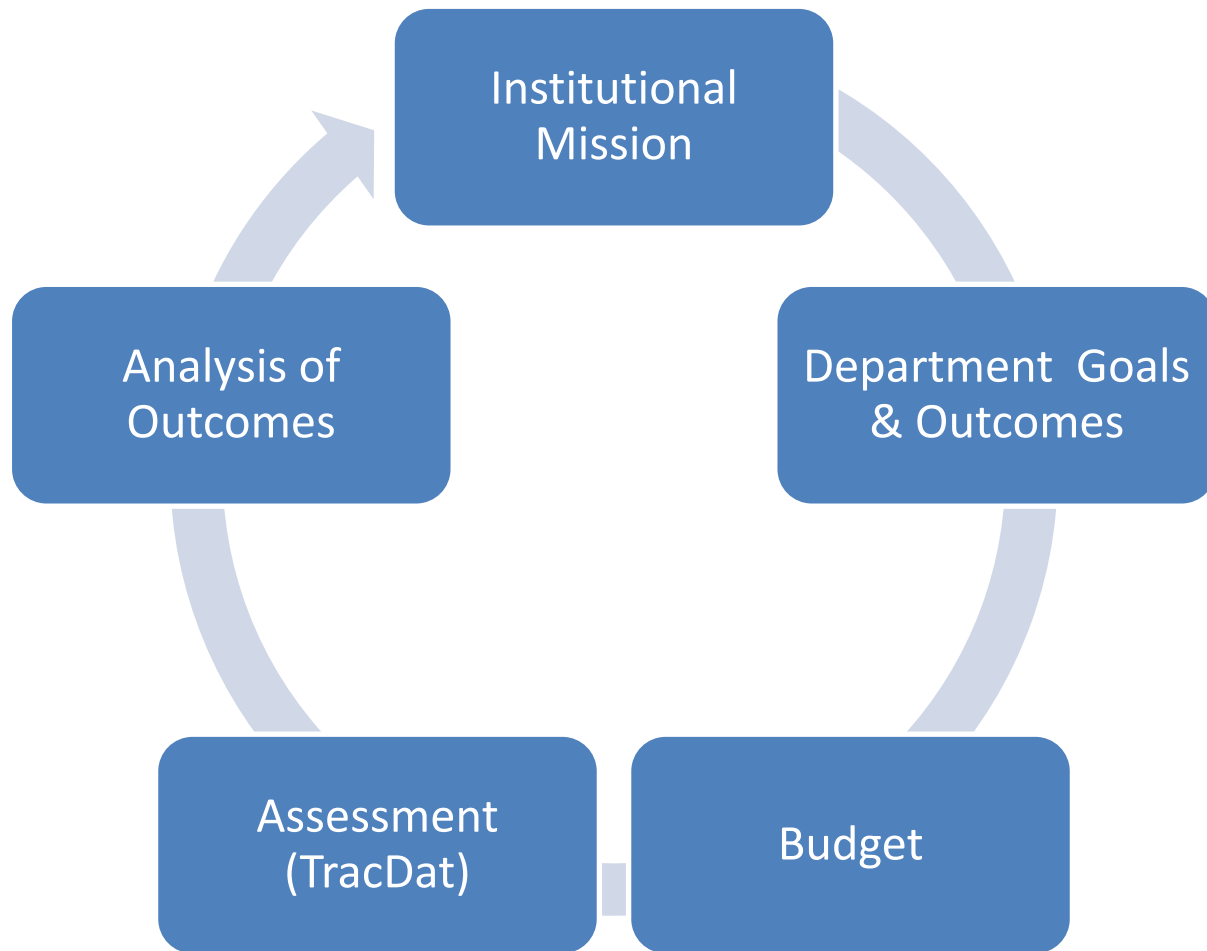 Institutional
Mission
Department  Goals
& Outcomes
Budget
Assessment
(TracDat)
Analysis of
Outcomes